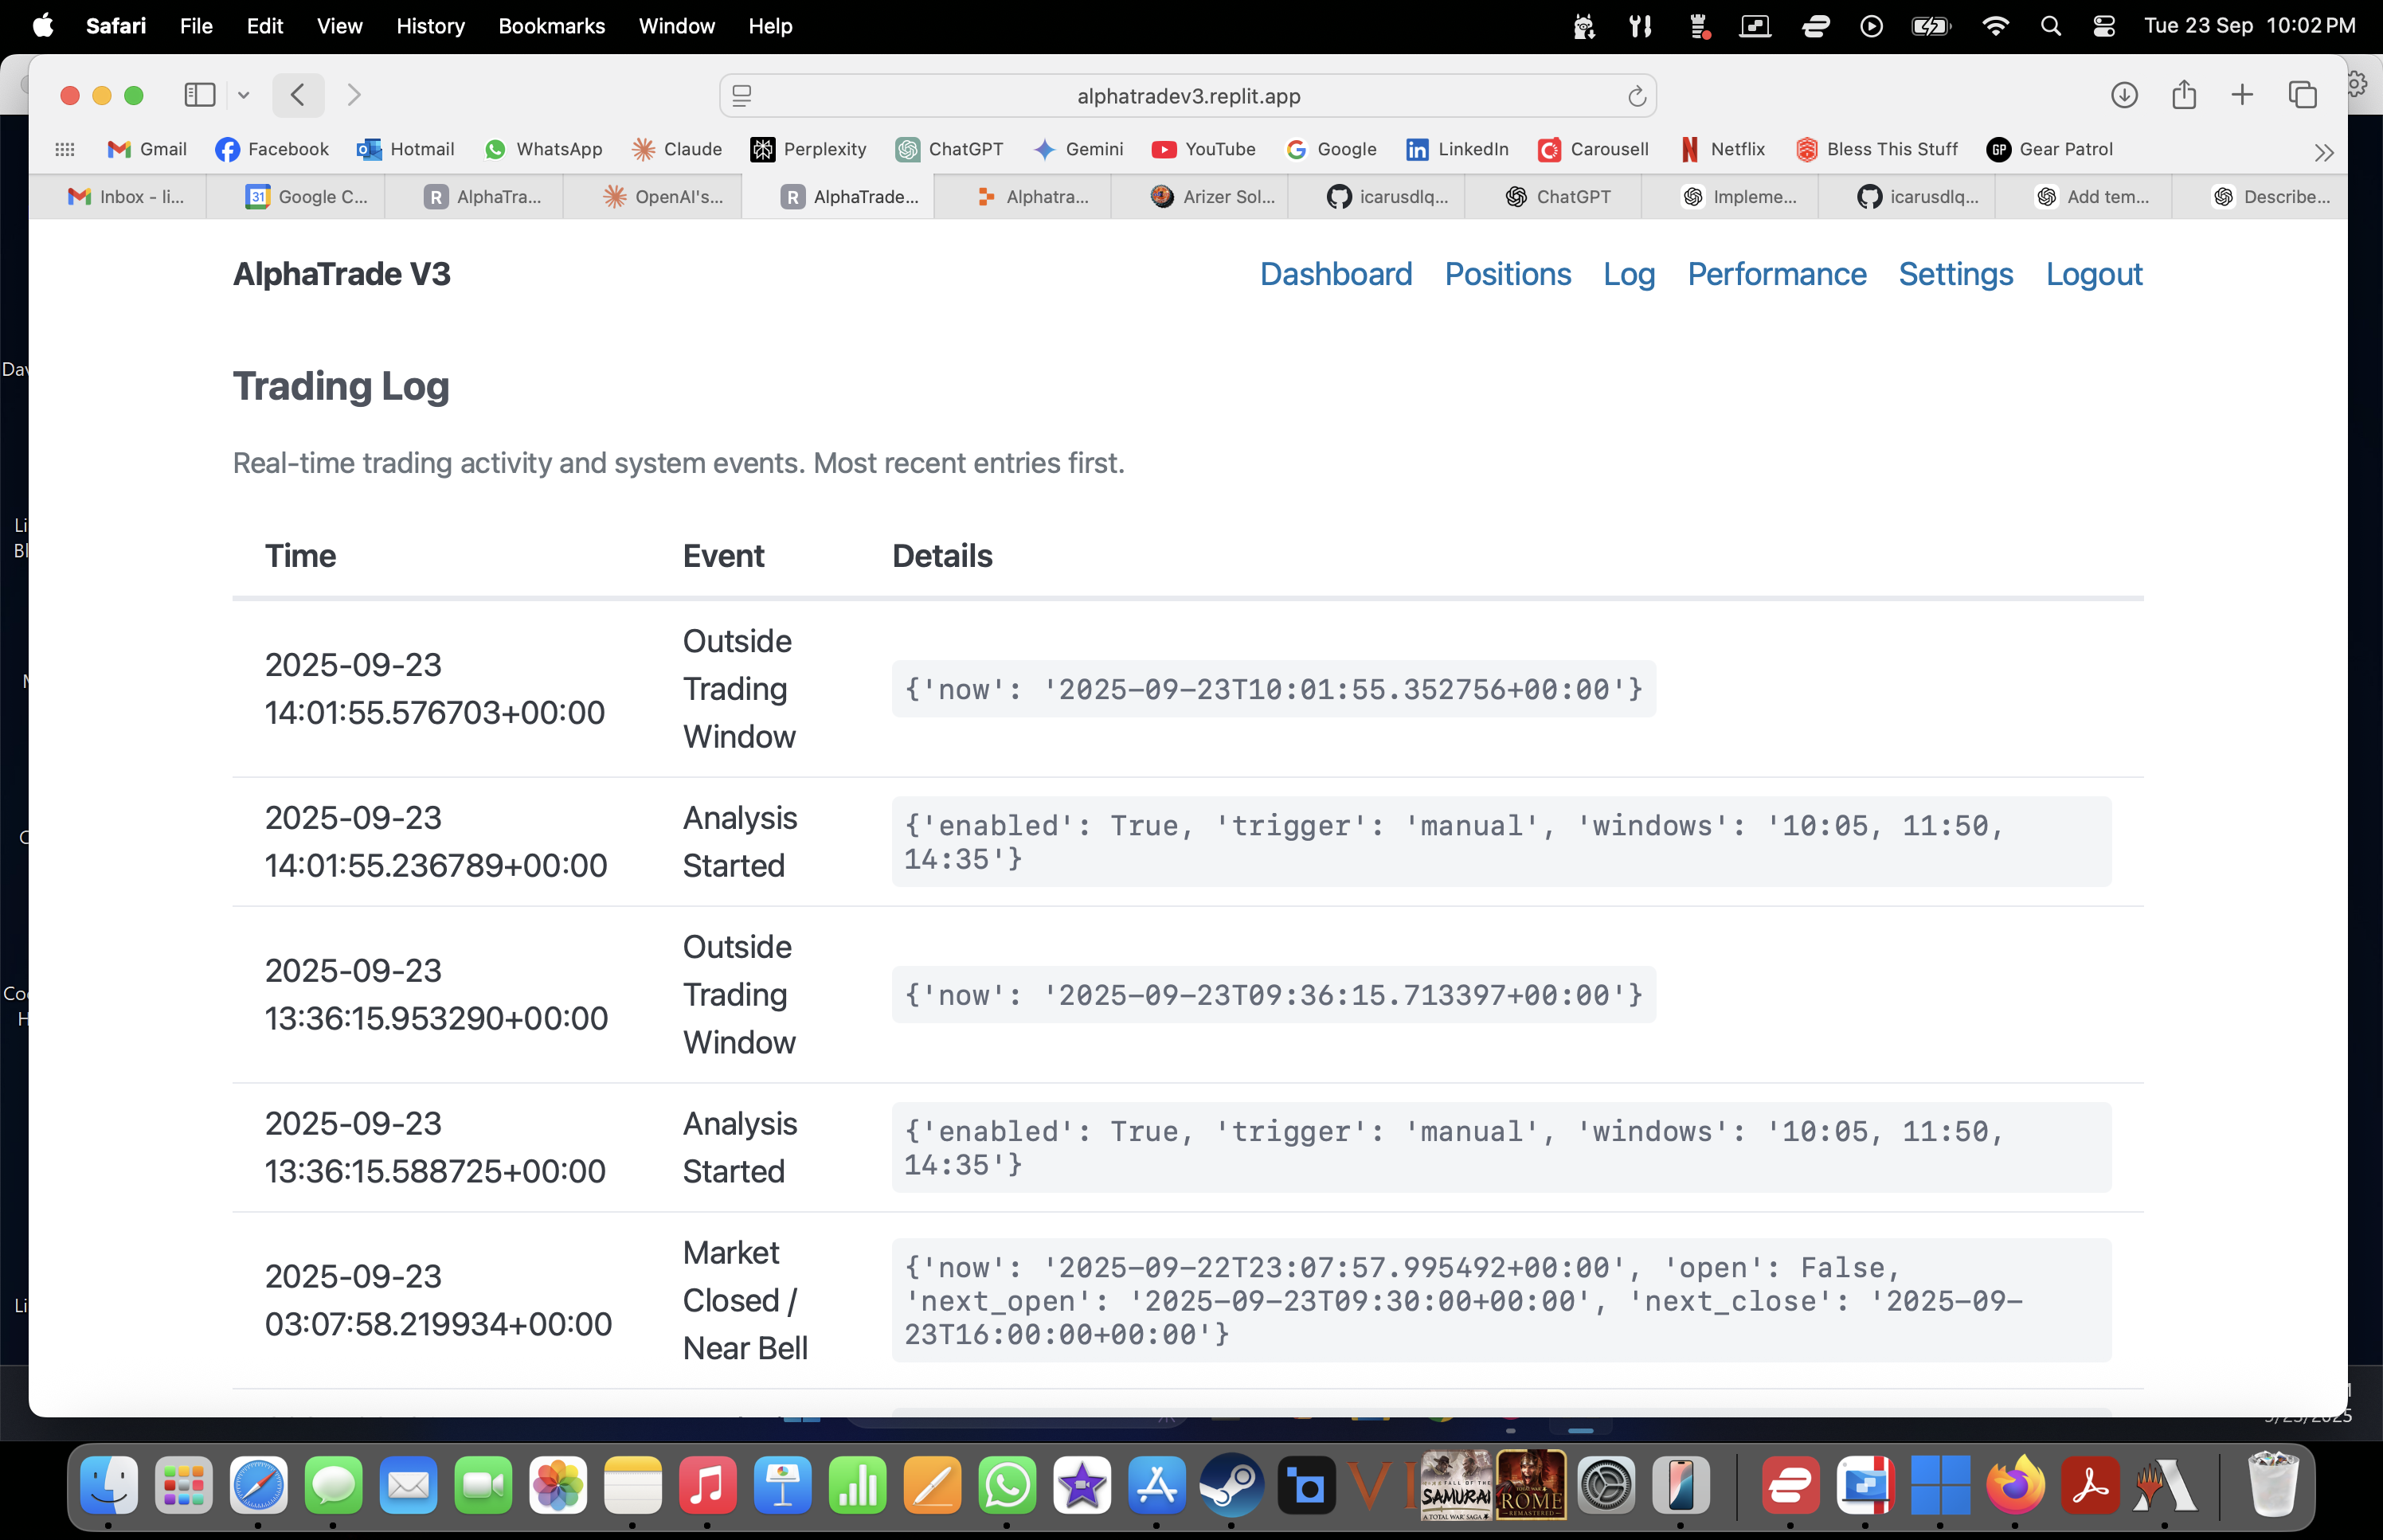 Safari File Edit View History Bookmarks Window Help Tue 23 Sep 10:02 PM
alphatradev3.replit.app
Gmail Facebook Hotmail WhatsApp Claude Perplexity ChatGPT Gemini YouTube Google LinkedIn Carousell Netflix Bless This Stuff GP Gear Patrol
Inbox - li... 31 Google C... R AlphaTra... OpenAI's... R AlphaTrade... Alphatra... Arizer Sol... icarusdlq... ChatGPT Impleme... icarusdlq... Add tem... Describe...
AlphaTrade V3 Dashboard Positions Log Performance Settings Logout
Trading Log
Real-time trading activity and system events. Most recent entries first.
Time Event Details
2025-09-23
14:01:55.576703+00:00
Outside
Trading
Window
{'now': '2025-09-23T10:01:55.352756+00:00'}
2025-09-23
14:01:55.236789+00:00
Analysis
Started
{'enabled': True, 'trigger': 'manual', 'windows': '10:05, 11:50,
14:35'}
2025-09-23
13:36:15.953290+00:00
Outside
Trading
Window
{'now': '2025-09-23T09:36:15.713397+00:00'}
2025-09-23
13:36:15.588725+00:00
Analysis
Started
{'enabled': True, 'trigger': 'manual', 'windows': '10:05, 11:50,
14:35'}
2025-09-23
03:07:58.219934+00:00
Market
Closed /
Near Bell
{'now': '2025-09-22T23:07:57.995492+00:00', 'open': False,
'next_open': '2025-09-23T09:30:00+00:00', 'next_close': '2025-09-
23T16:00:00+00:00'}
VI
SAMURAI
A TOTAL WAR SAGA
ROME
REMASTERED